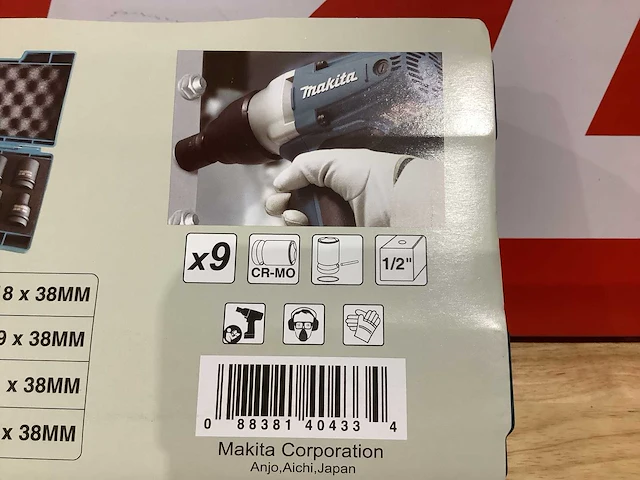 makita
x9
CR-MO
1/2"
8 x 38MM
9 x 38MM
x 38MM
x 38MM
0 88381 40433 4
Makita Corporation
Anjo,Aichi,Japan